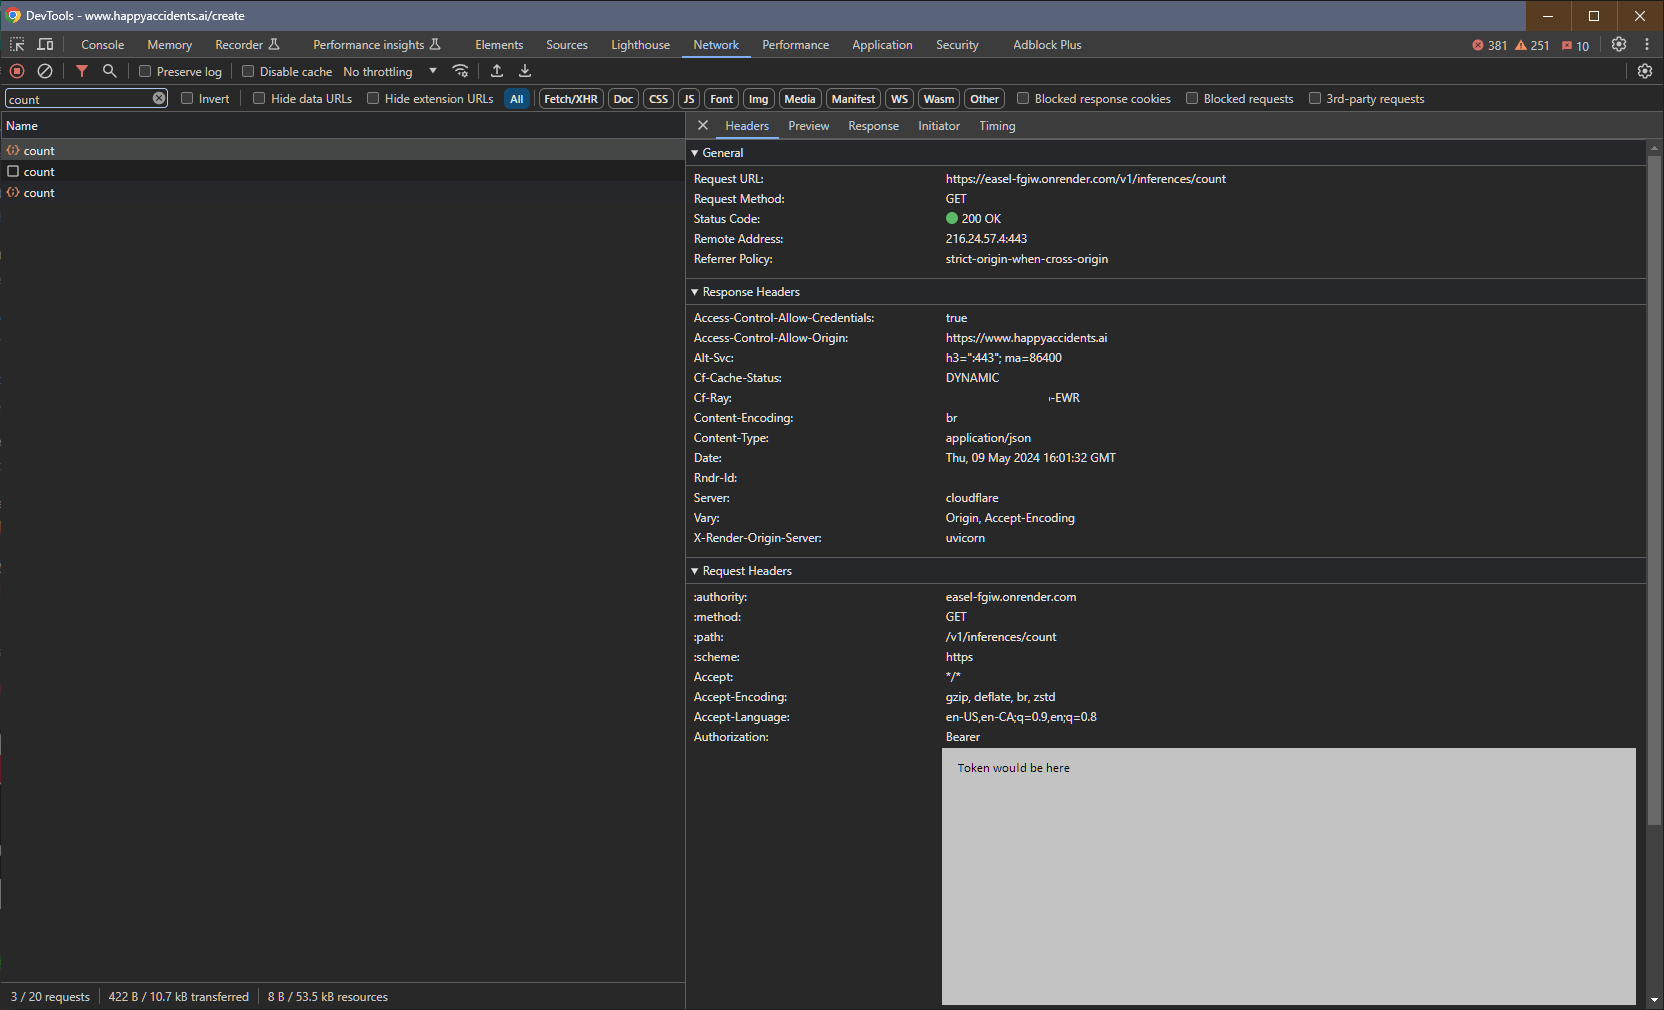 DevTools - www.happyaccidents.ai/create
Console Memory Recorder Performance insights Elements Sources Lighthouse Network Performance Application Security Adblock Plus 381 251 10
Preserve log Disable cache No throttling
count Invert Hide data URLs Hide extension URLs All Fetch/XHR Doc CSS JS Font Img Media Manifest WS Wasm Other Blocked response cookies Blocked requests 3rd-party requests
Name
count
count
count
Headers Preview Response Initiator Timing
General
Request URL: https://easel-fgiw.onrender.com/v1/inferences/count
Request Method: GET
Status Code: 200 OK
Remote Address: 216.24.57.4:443
Referrer Policy: strict-origin-when-cross-origin
Response Headers
Access-Control-Allow-Credentials: true
Access-Control-Allow-Origin: https://www.happyaccidents.ai
Alt-Svc: h3=":443"; ma=86400
Cf-Cache-Status: DYNAMIC
Cf-Ray: -EWR
Content-Encoding: br
Content-Type: application/json
Date: Thu, 09 May 2024 16:01:32 GMT
Rndr-Id:
Server: cloudflare
Vary: Origin, Accept-Encoding
X-Render-Origin-Server: uvicorn
Request Headers
:authority: easel-fgiw.onrender.com
:method: GET
:path: /v1/inferences/count
:scheme: https
Accept: */*
Accept-Encoding: gzip, deflate, br, zstd
Accept-Language: en-US,en-CA;q=0.9,en;q=0.8
Authorization: Bearer
Token would be here
3 / 20 requests 422 B / 10.7 kB transferred 8 B / 53.5 kB resources